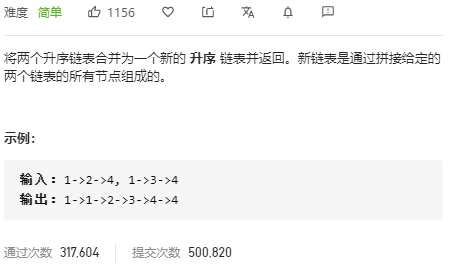 难度 简单 1156
将两个升序链表合并为一个新的 升序 链表并返回。新链表是通过拼接给定的
两个链表的所有节点组成的。
示例：
输入：1->2->4, 1->3->4
输出：1->1->2->3->4->4
通过次数 317,604 提交次数 500,820